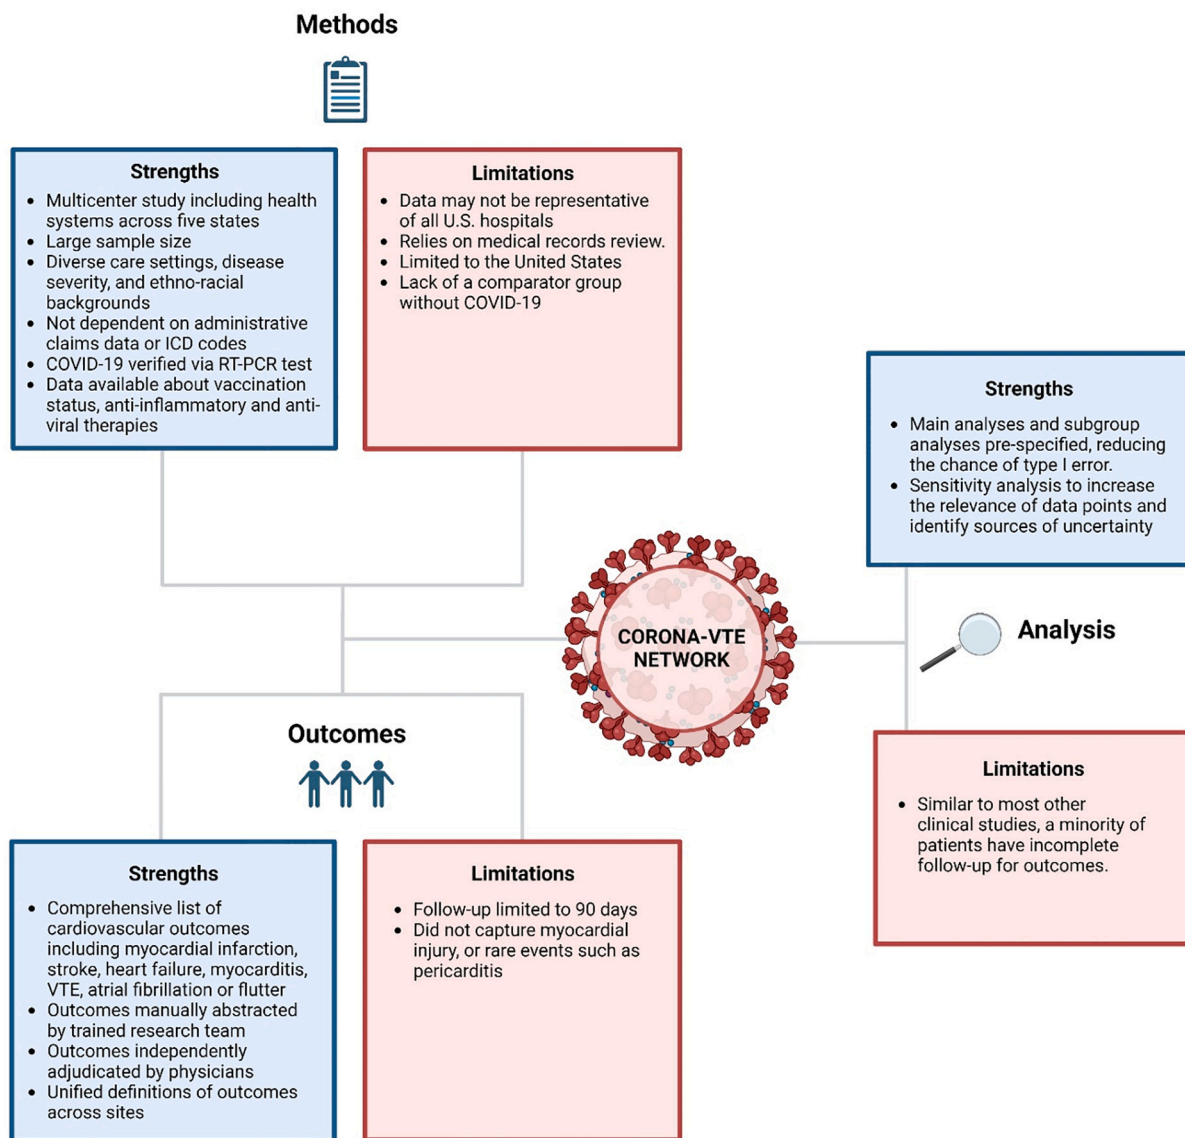 Methods
Strengths
• Multicenter study including health
systems across five states
• Large sample size
• Diverse care settings, disease
severity, and ethno-racial
backgrounds
• Not dependent on administrative
claims data or ICD codes
• COVID-19 verified via RT-PCR test
• Data available about vaccination
status, anti-inflammatory and anti-
viral therapies
Limitations
• Data may not be representative
of all U.S. hospitals
• Relies on medical records review.
• Limited to the United States
• Lack of a comparator group
without COVID-19
Strengths
• Main analyses and subgroup
analyses pre-specified, reducing
the chance of type I error.
• Sensitivity analysis to increase
the relevance of data points and
identify sources of uncertainty
CORONA-VTE
NETWORK
Analysis
Limitations
• Similar to most other
clinical studies, a minority of
patients have incomplete
follow-up for outcomes.
Outcomes
Strengths
• Comprehensive list of
cardiovascular outcomes
including myocardial infarction,
stroke, heart failure, myocarditis,
VTE, atrial fibrillation or flutter
• Outcomes manually abstracted
by trained research team
• Outcomes independently
adjudicated by physicians
• Unified definitions of outcomes
across sites
Limitations
• Follow-up limited to 90 days
• Did not capture myocardial
injury, or rare events such as
pericarditis